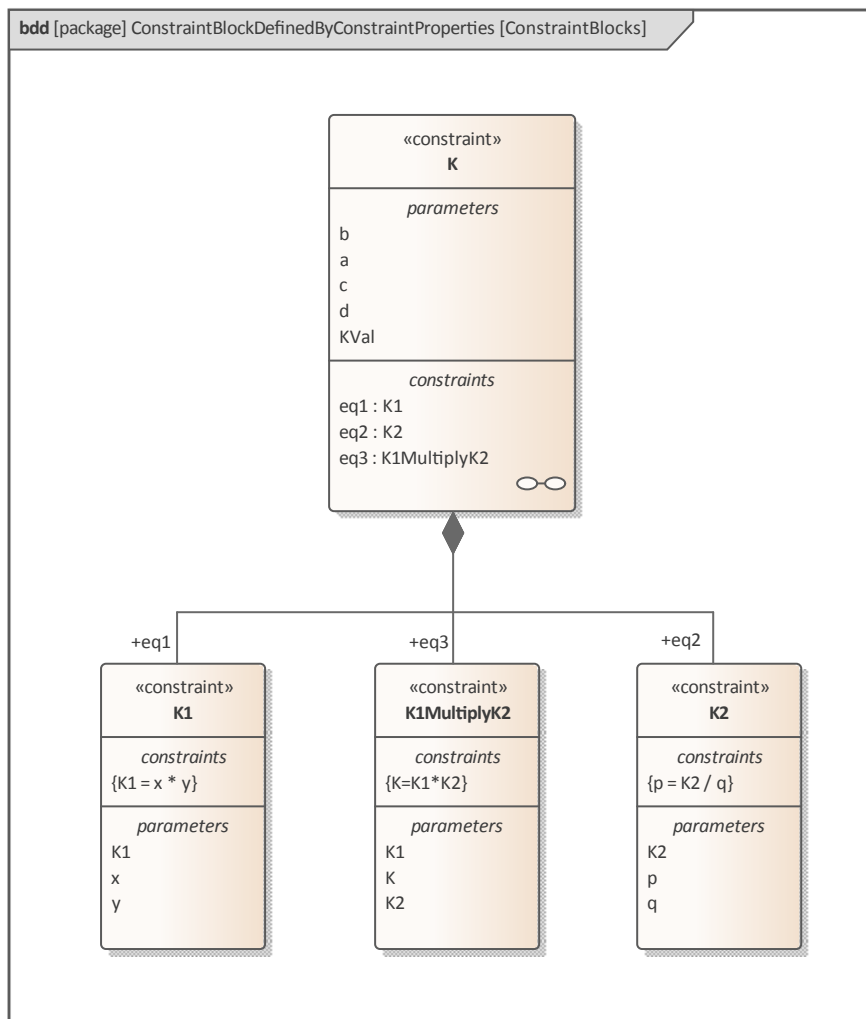 bdd [package] ConstraintBlockDefinedByConstraintProperties [ConstraintBlocks]
«constraint»
K
parameters
b
a
c
d
KVal
constraints
eq1 : K1
eq2 : K2
eq3 : K1MultiplyK2
+eq1
+eq3
+eq2
«constraint»
K1
constraints
{K1 = x * y}
parameters
K1
x
y
«constraint»
K1MultiplyK2
constraints
{K=K1*K2}
parameters
K1
K
K2
«constraint»
K2
constraints
{p = K2 / q}
parameters
K2
p
q